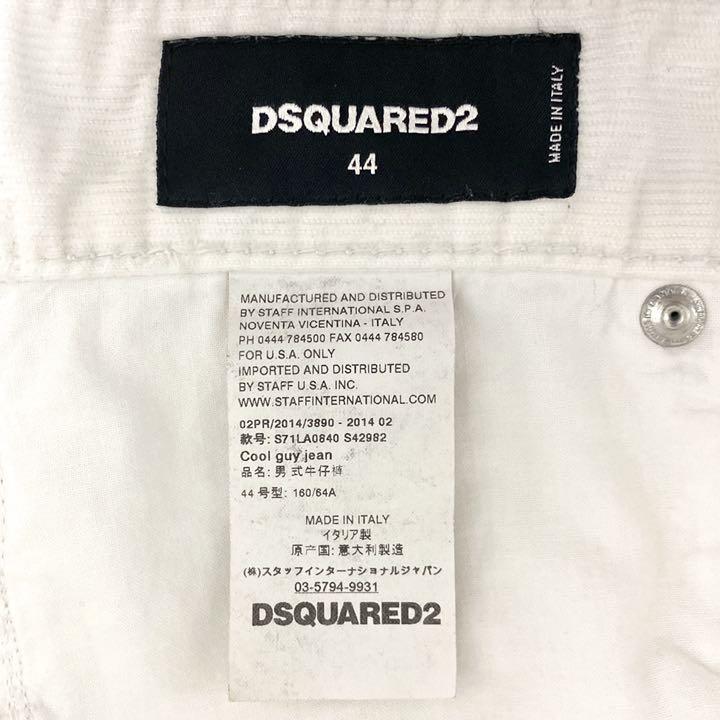 DSQUARED2
44
MADE IN ITALY
MANUFACTURED AND DISTRIBUTED
BY STAFF INTERNATIONAL S.P.A.
NOVENTA VICENTINA - ITALY
PH 0444 784500 FAX 0444 784580
FOR U.S.A. ONLY
IMPORTED AND DISTRIBUTED
BY STAFF U.S.A. INC.
WWW.STAFFINTERNATIONAL.COM
02PR/2014/3890 - 2014 02
款号: S71LA0840 S42982
Cool guy jean
品名: 男式牛仔裤
44 号型: 160/64A
MADE IN ITALY
イタリア製
原产国: 意大利製造
(株)スタッフインターナショナルジャパン
03-5794-9931
DSQUARED2